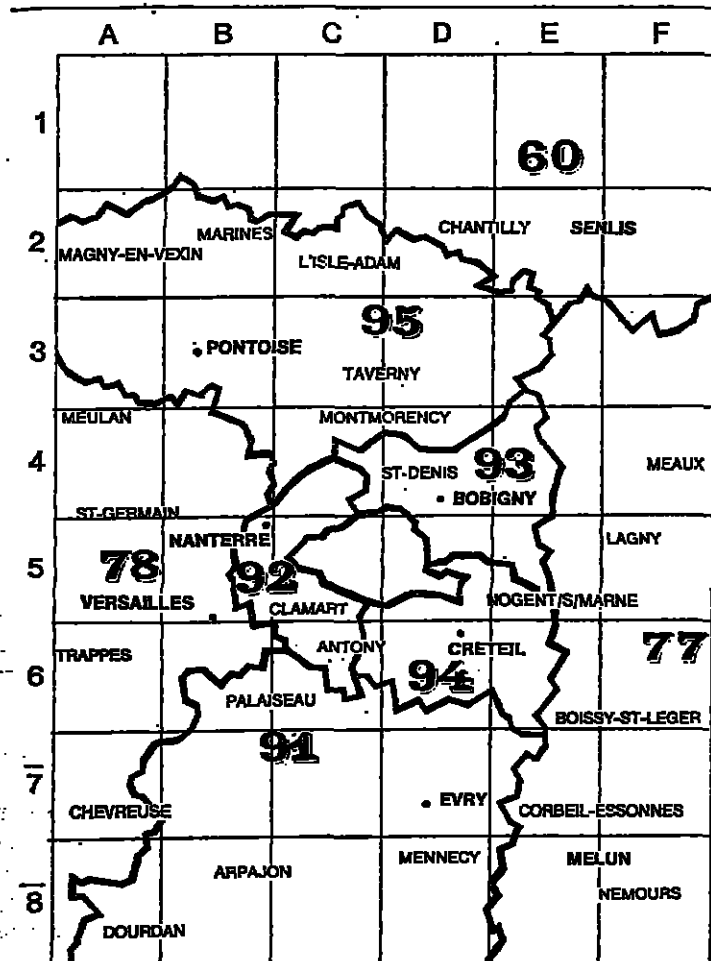 A B C D E F
1
60
2
MARINES CHANTILLY SENLIS
MAGNY-EN-VEXIN L'ISLE-ADAM
95
3 PONTOISE
TAVERNY
MEULAN MONTMORENCY
4 ST-DENIS 93 MEAUX
BOBIGNY
ST-GERMAIN
NANTERRE LAGNY
5 78 92
VERSAILLES CLAMART NOGENT/S/MARNE
TRAPPES ANTONY CRETEIL 77
6 94
PALAISEAU
BOISSY-ST-LEGER
91
7
CHEVREUSE EVRY CORBEIL-ESSONNES
ARPAJON MENNECY MELUN
8 NEMOURS
DOURDAN